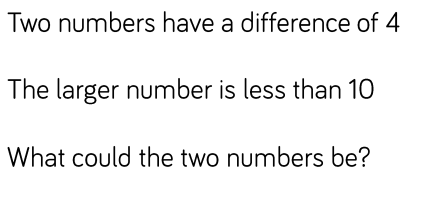 Two numbers have a difference of 4
The larger number is less than 10
What could the two numbers be?